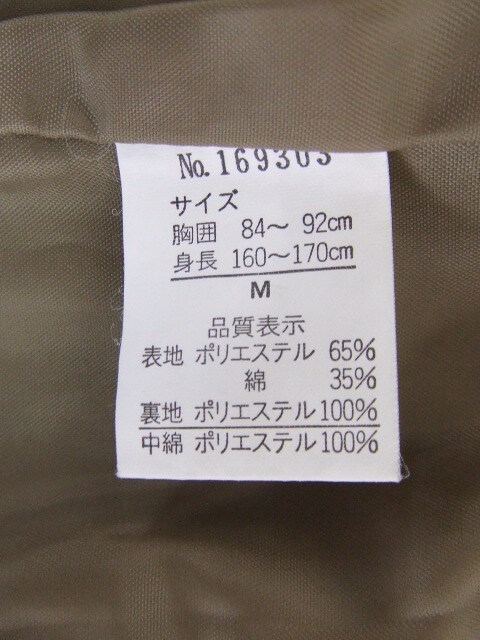 No.169303
サイズ
胸囲 84～ 92cm
身長 160～170cm
M
品質表示
表地 ポリエステル 65%
綿 35%
裏地 ポリエステル100%
中綿 ポリエステル100%